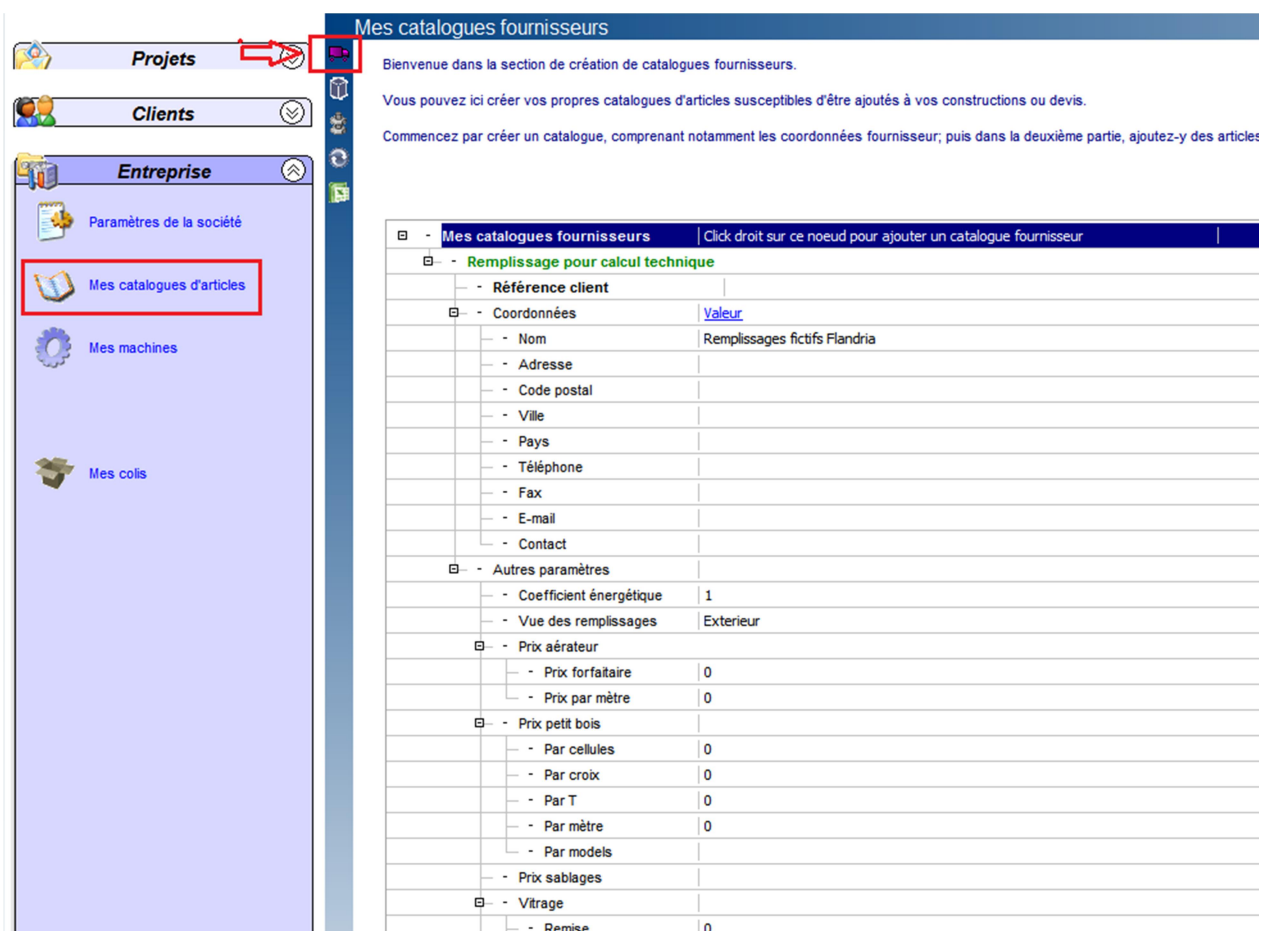 Mes catalogues fournisseurs
Projets
Clients
Entreprise
Paramètres de la société
Mes catalogues d'articles
Mes machines
Mes colis
Bienvenue dans la section de création de catalogues fournisseurs.
Vous pouvez ici créer vos propres catalogues d'articles susceptibles d'être ajoutés à vos constructions ou devis.
Commencez par créer un catalogue, comprenant notamment les coordonnées fournisseur; puis dans la deuxième partie, ajoutez-y des articles
Mes catalogues fournisseurs Click droit sur ce noeud pour ajouter un catalogue fournisseur
Remplissage pour calcul technique
Référence client
Coordonnées Valeur
Nom Remplissages fictifs Flandria
Adresse
Code postal
Ville
Pays
Téléphone
Fax
E-mail
Contact
Autres paramètres
Coefficient énergétique 1
Vue des remplissages Exterieur
Prix aérateur
Prix forfaitaire 0
Prix par mètre 0
Prix petit bois
Par cellules 0
Par croix 0
Par T 0
Par mètre 0
Par models
Prix sablages
Vitrage
Remise 0